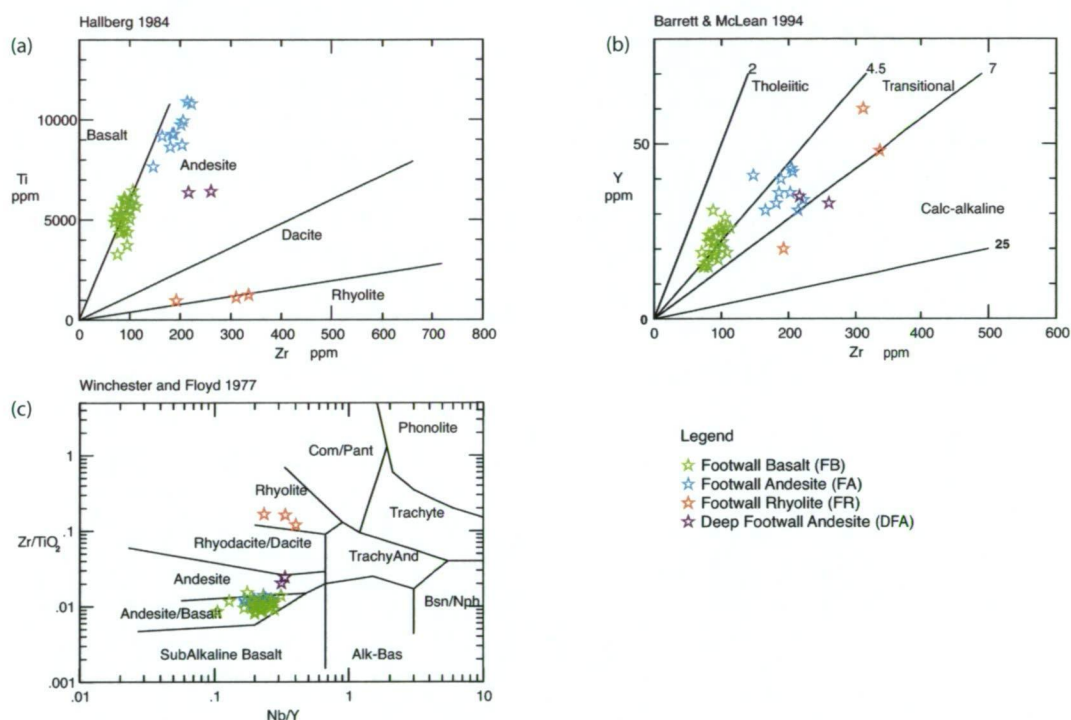 Hallberg 1984
(a)
10000
5000
0
Ti
ppm
Basalt
Andesite
Dacite
Rhyolite
0 100 200 300 400 500 600 700 800
Zr ppm
Barrett & McLean 1994
(b)
50
0
Y
ppm
2
4.5
7
25
Tholeiitic
Transitional
Calc-alkaline
0 100 200 300 400 500 600
Zr ppm
Winchester and Floyd 1977
(c)
1
.1
.01
.001
Zr/TiO2
Phonolite
Com/Pant
Rhyolite
Trachyte
Rhyodacite/Dacite
TrachyAnd
Andesite
Andesite/Basalt
Bsn/Nph
SubAlkaline Basalt
Alk-Bas
.01 .1 1 10
Nb/Y
Legend
Footwall Basalt (FB)
Footwall Andesite (FA)
Footwall Rhyolite (FR)
Deep Footwall Andesite (DFA)